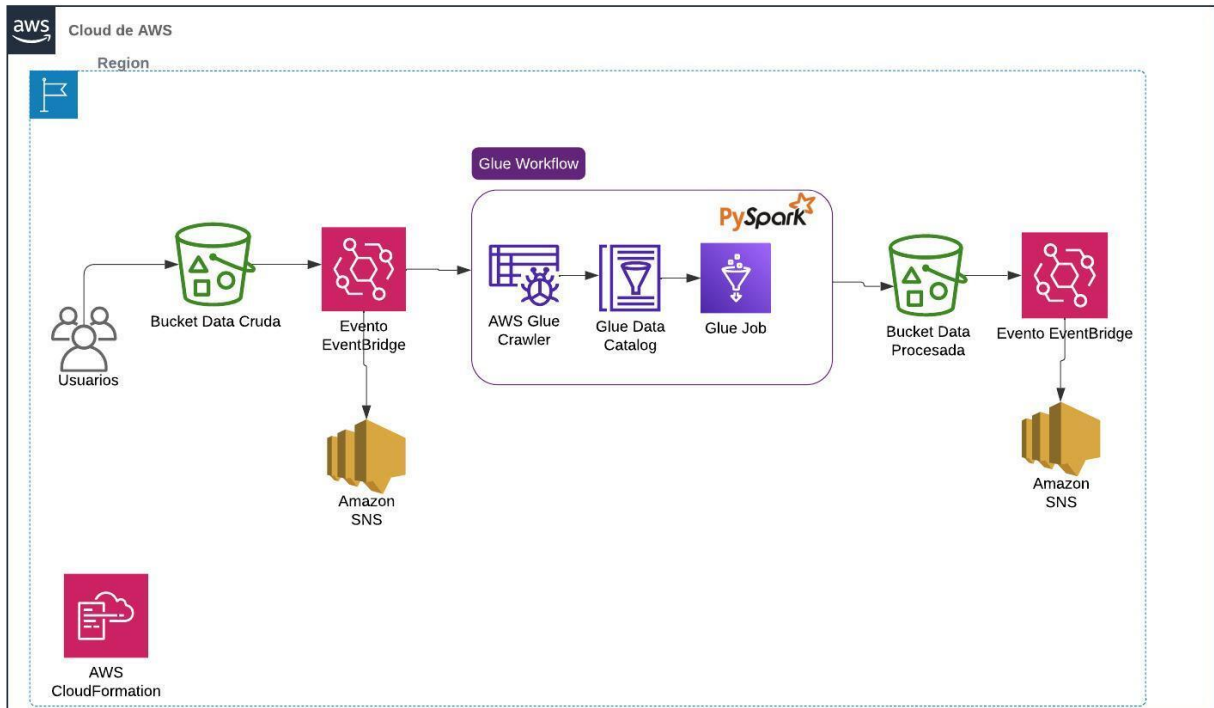 aws
Cloud de AWS
Region
Glue Workflow
PySpark
Usuarios
Bucket Data Cruda
Evento
EventBridge
AWS Glue
Crawler
Glue Data
Catalog
Glue Job
Bucket Data
Procesada
Evento EventBridge
Amazon
SNS
Amazon
SNS
AWS
CloudFormation